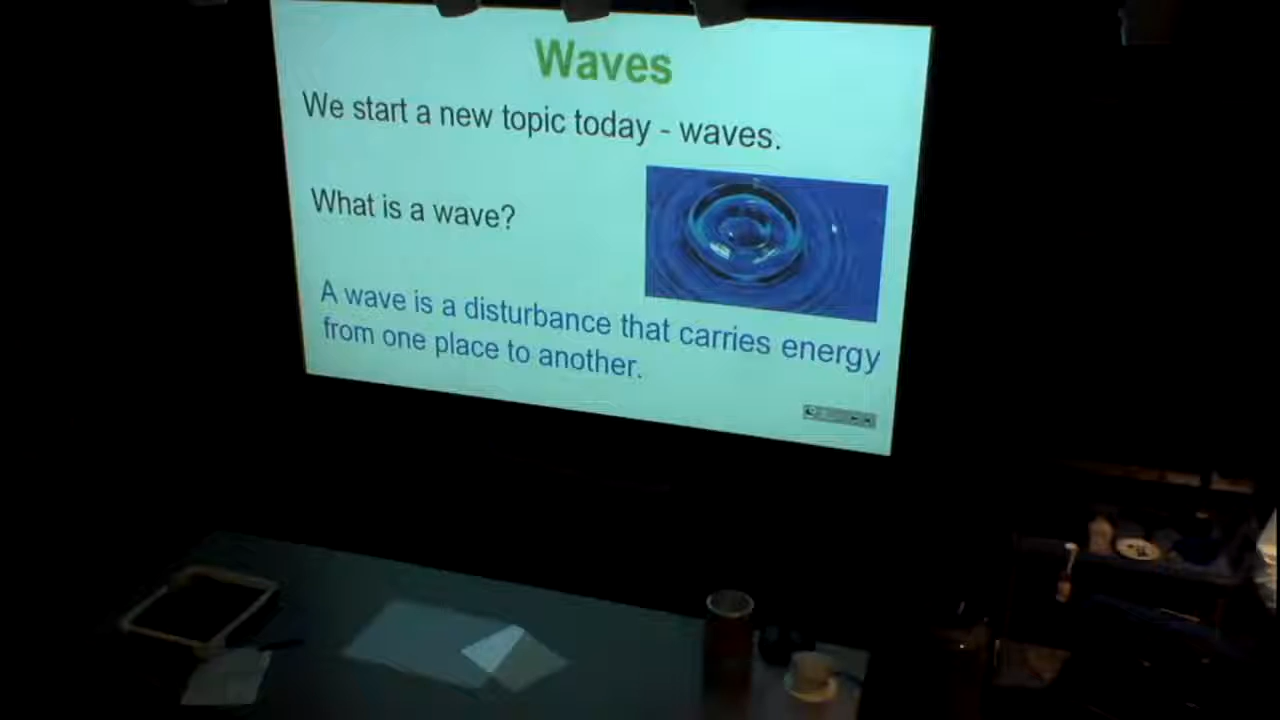 Waves
We start a new topic today - waves.
What is a wave?
A wave is a disturbance that carries energy
from one place to another.